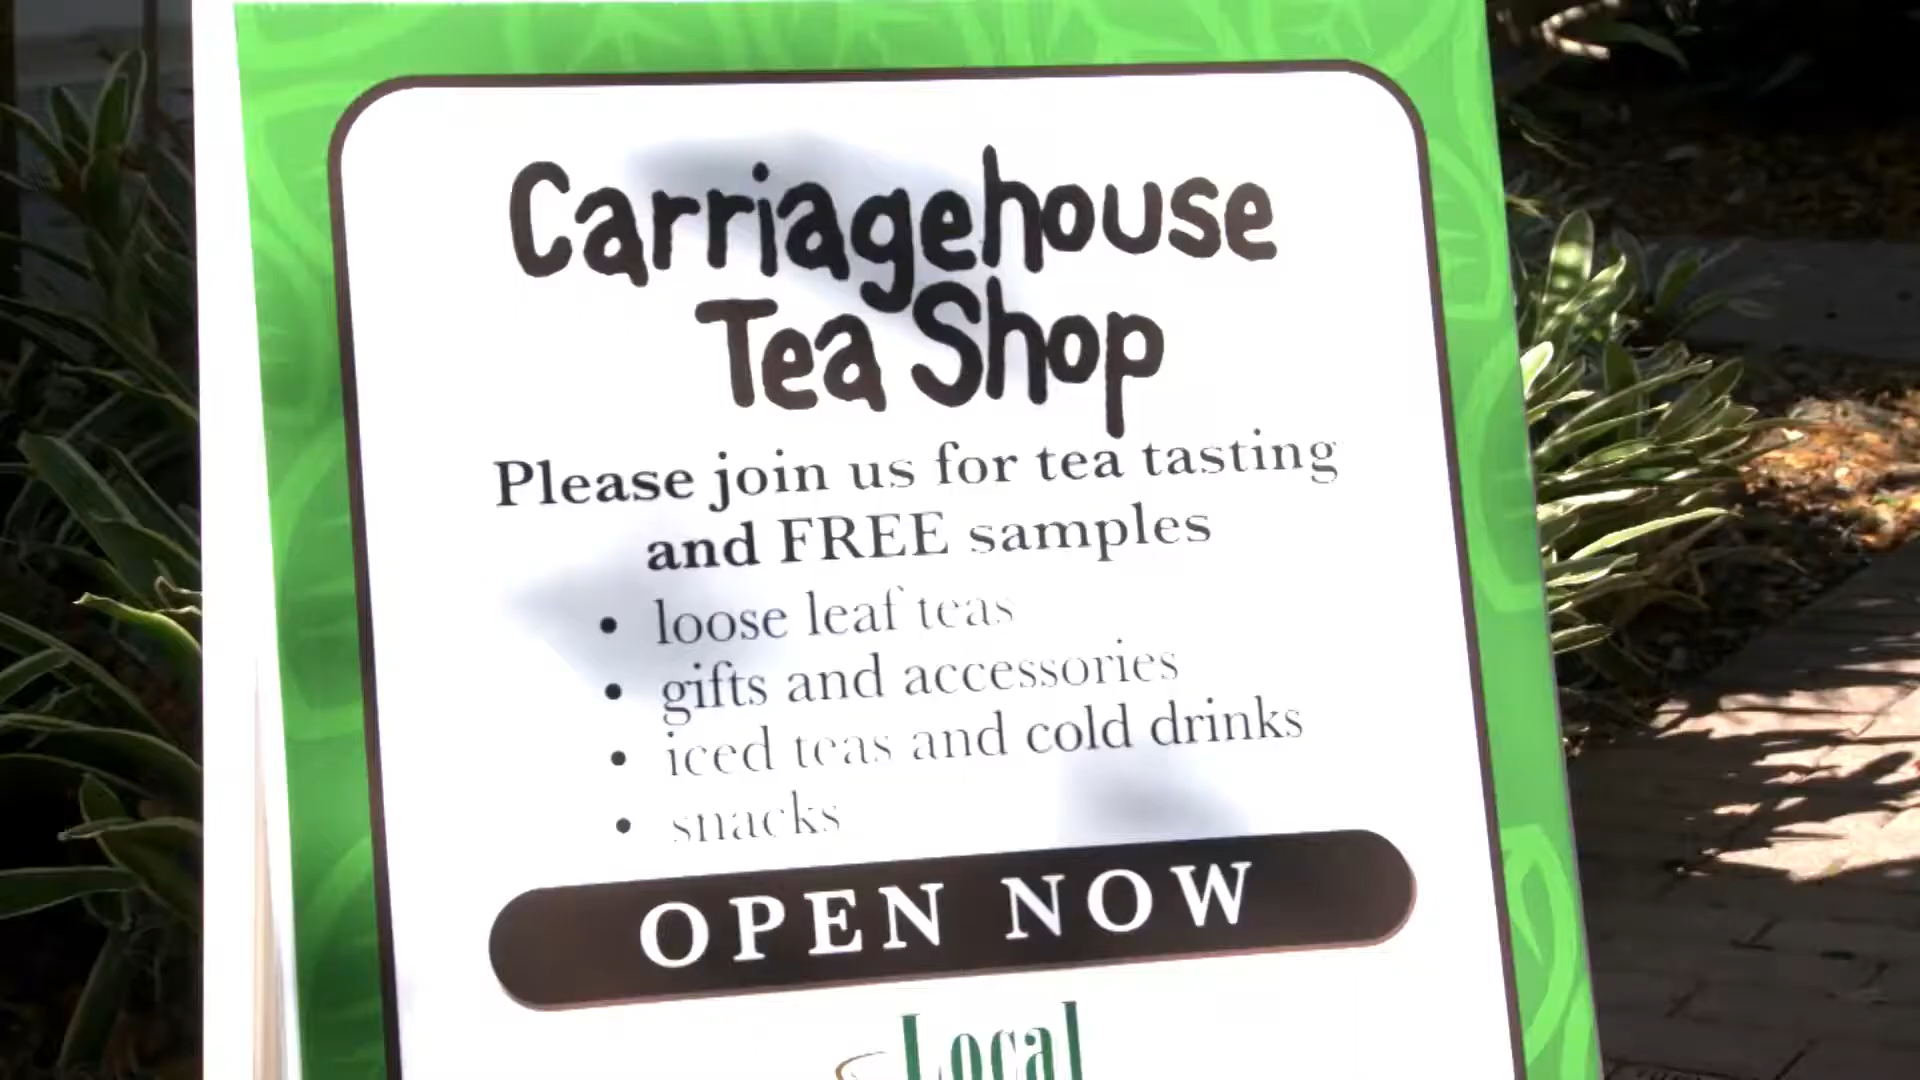 Carriagehouse
Tea Shop
Please join us for tea tasting
and FREE samples
• loose leaf teas
• gifts and accessories
• iced teas and cold drinks
• snacks
OPEN NOW
Local